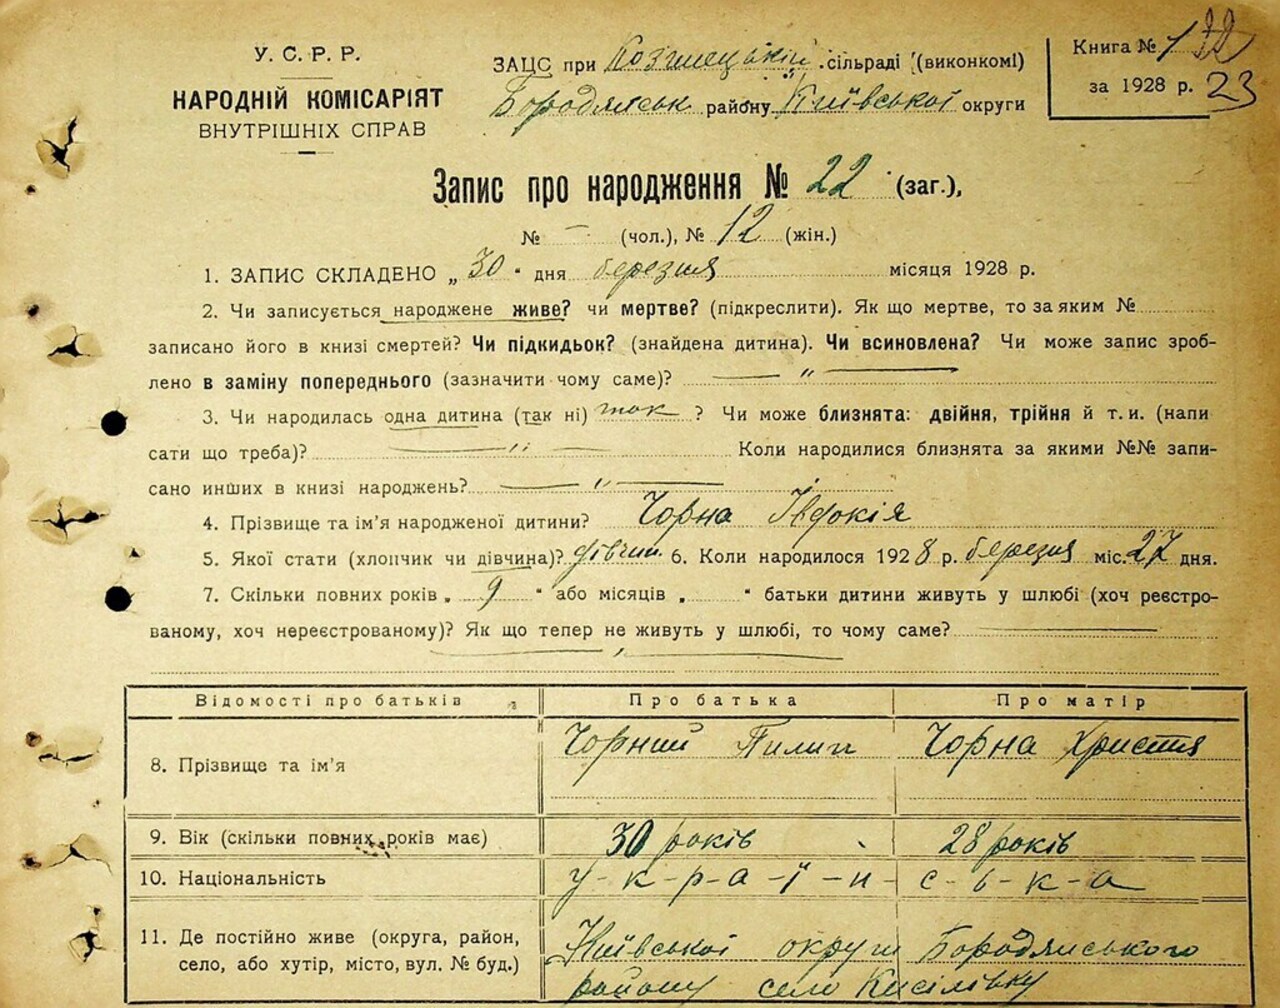 У. С. Р. Р.
НАРОДНІЙ КОМІСАРІЯТ
ВНУТРІШНІХ СПРАВ
ЗАЦС при сільраді (виконкомі)
Бородянськ району Київської округи
Книга № 1
за 1928 р. 23
Запис про народження № 22 (заг.),
№ – (чол.), № 12 (жін.)
1. ЗАПИС СКЛАДЕНО „ 30 “ дня березня місяця 1928 р.
2. Чи записується народжене живе? чи мертве? (підкреслити). Як що мертве, то за яким №
записано його в книзі смертей? Чи підкидьок? (знайдена дитина). Чи всиновлена? Чи може запис зроб-
лено в заміну попереднього (зазначити чому саме)? — „ —
3. Чи народилась одна дитина (так ні) так ? Чи може близнята: двійня, трійня й т. и. (напи
сати що треба)? — „ — Коли народилися близнята за якими №№ запи-
сано инших в книзі народжень? — „ —
4. Прізвище та ім’я народженої дитини? Чорна Івдокія
5. Якої стати (хлопчик чи дівчина)? дівчин. 6. Коли народилося 1928 р. березня міс. 27 дня.
7. Скільки повних років „ 9 “ або місяців „ “ батьки дитини живуть у шлюбі (хоч реєстро-
ваному, хоч нереєстрованому)? Як що тепер не живуть у шлюбі, то чому саме? —
— „ —
Відомості про батьків Про батька Про матір
8. Прізвище та ім’я Чорний Пилип Чорна Христя
9. Вік (скільки повних років має) 30 років 28 років
10. Національність у-к-р-а-ї-н-с-ь-к-а
11. Де постійно живе (округа, район, Київської округи Бородянського
село, або хутір, місто, вул. № буд.) району село Кисілівку